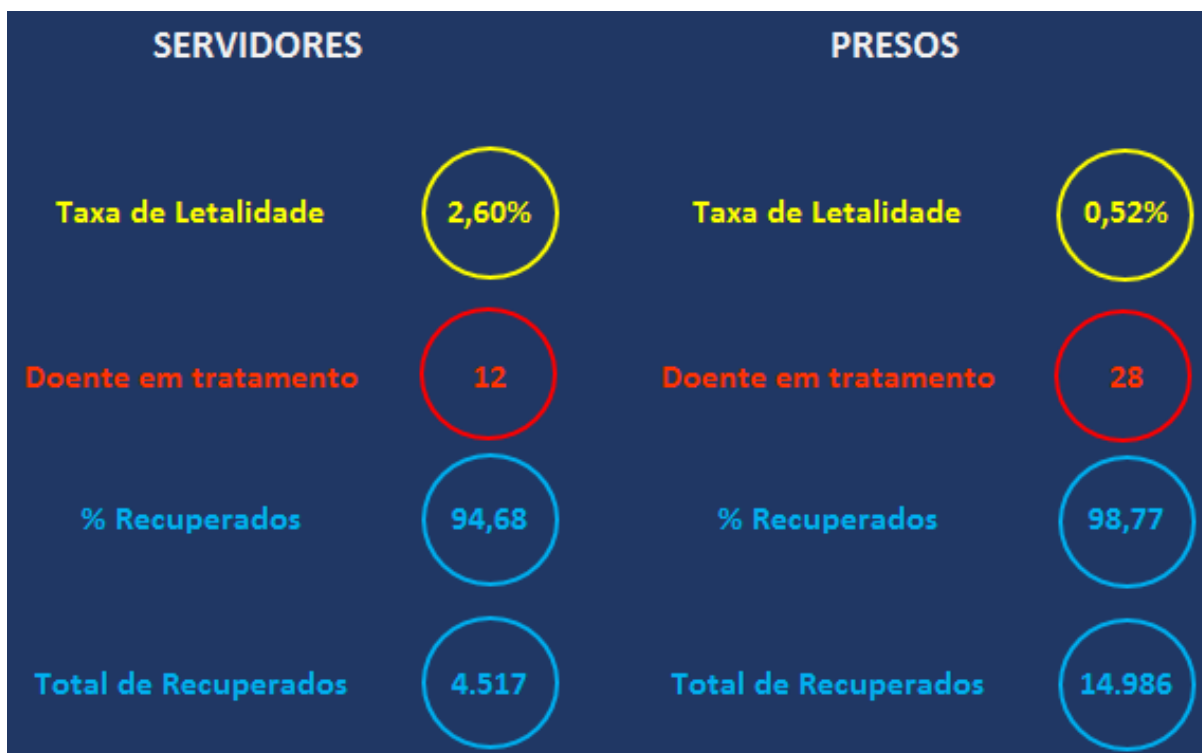 SERVIDORES
Taxa de Letalidade 2,60%
Doente em tratamento 12
% Recuperados 94,68
Total de Recuperados 4.517
PRESOS
Taxa de Letalidade 0,52%
Doente em tratamento 28
% Recuperados 98,77
Total de Recuperados 14.986